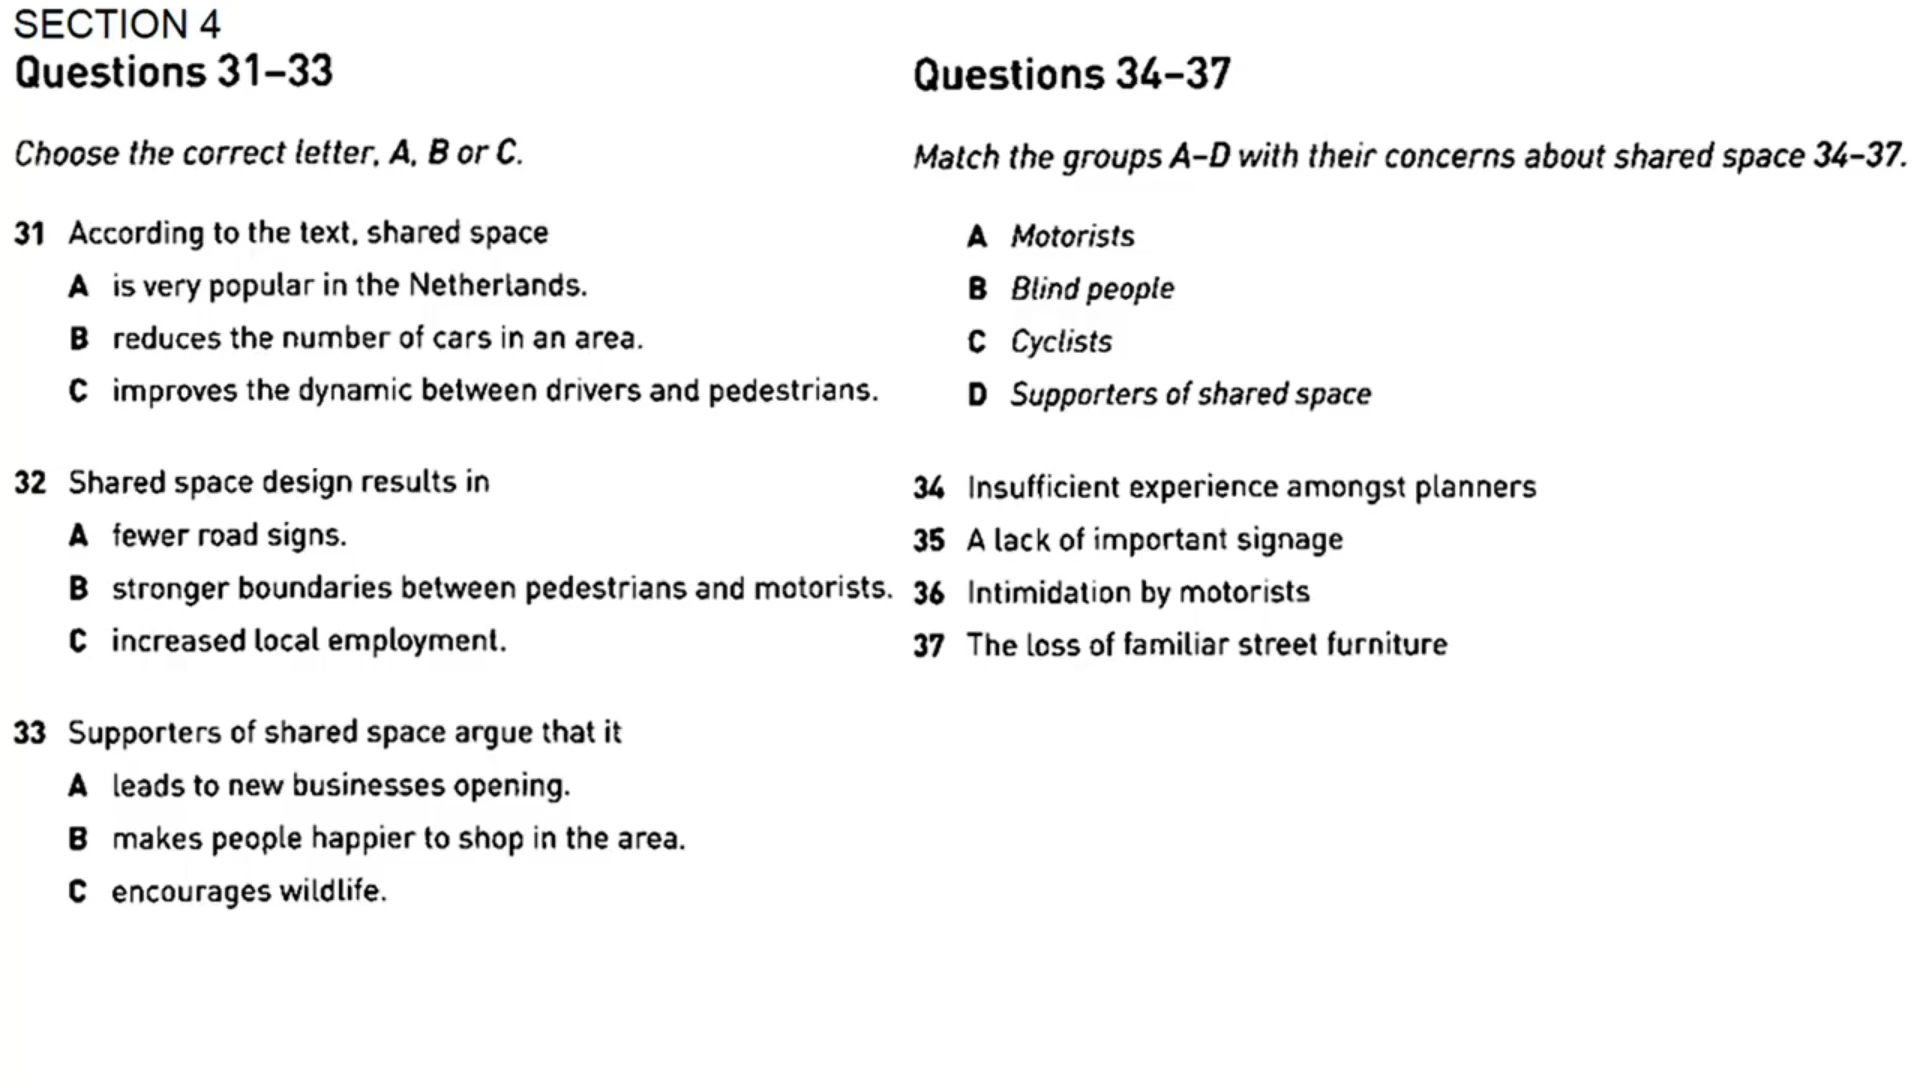 SECTION 4
Questions 31–33
Choose the correct letter, A, B or C.
31 According to the text, shared space
A is very popular in the Netherlands.
B reduces the number of cars in an area.
C improves the dynamic between drivers and pedestrians.
32 Shared space design results in
A fewer road signs.
B stronger boundaries between pedestrians and motorists.
C increased local employment.
33 Supporters of shared space argue that it
A leads to new businesses opening.
B makes people happier to shop in the area.
C encourages wildlife.
Questions 34–37
Match the groups A–D with their concerns about shared space 34–37.
A Motorists
B Blind people
C Cyclists
D Supporters of shared space
34 Insufficient experience amongst planners
35 A lack of important signage
36 Intimidation by motorists
37 The loss of familiar street furniture